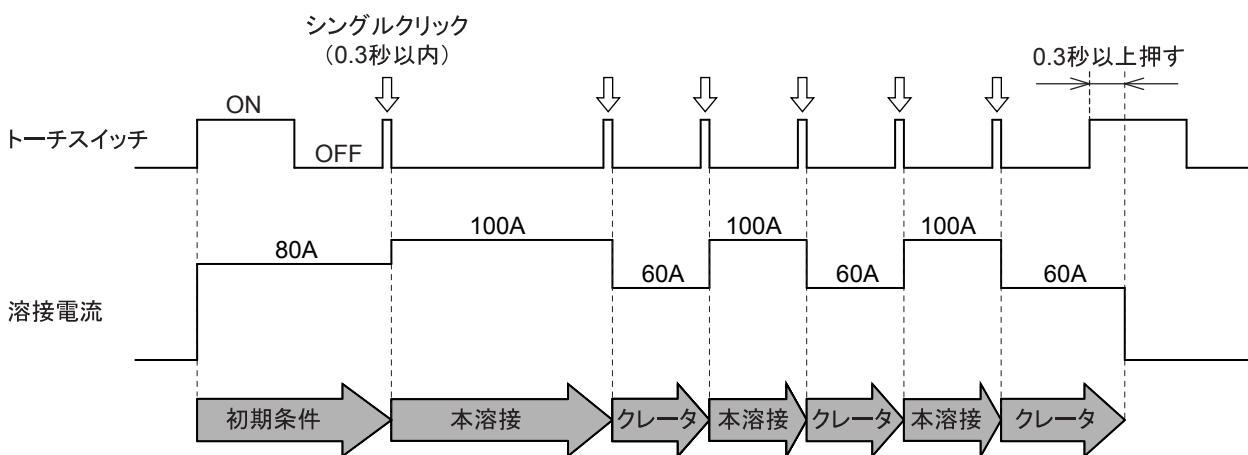 シングルクリック
(0.3秒以内)
0.3秒以上押す
ON
トーチスイッチ
OFF
100A
100A
100A
80A
60A
60A
60A
溶接電流
初期条件
本溶接
クレータ
本溶接
クレータ
本溶接
クレータ